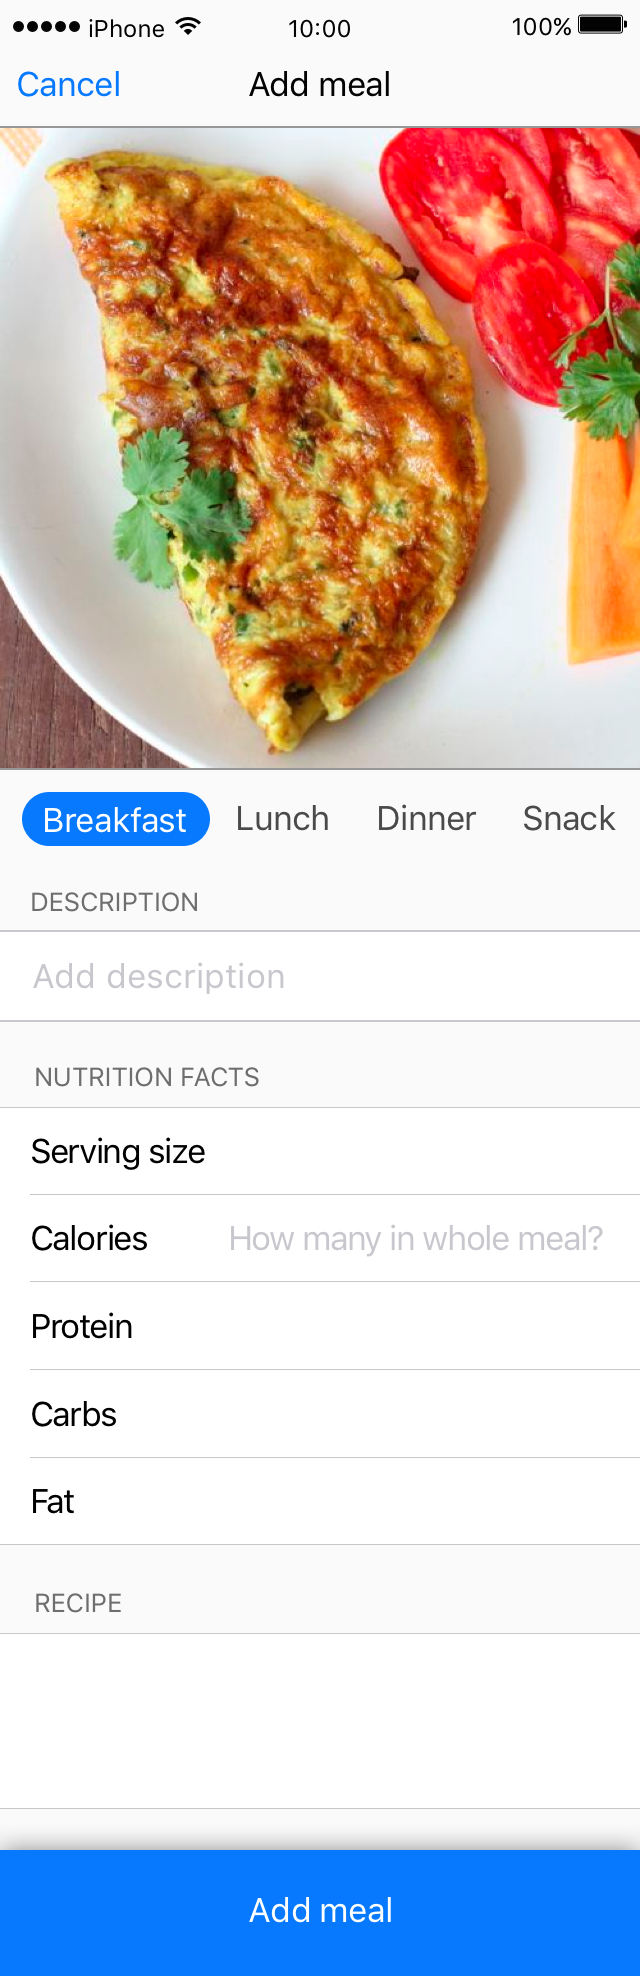 iPhone 10:00 100%
Cancel Add meal
Breakfast Lunch Dinner Snack
DESCRIPTION
Add description
NUTRITION FACTS
Serving size
Calories How many in whole meal?
Protein
Carbs
Fat
RECIPE
Add meal